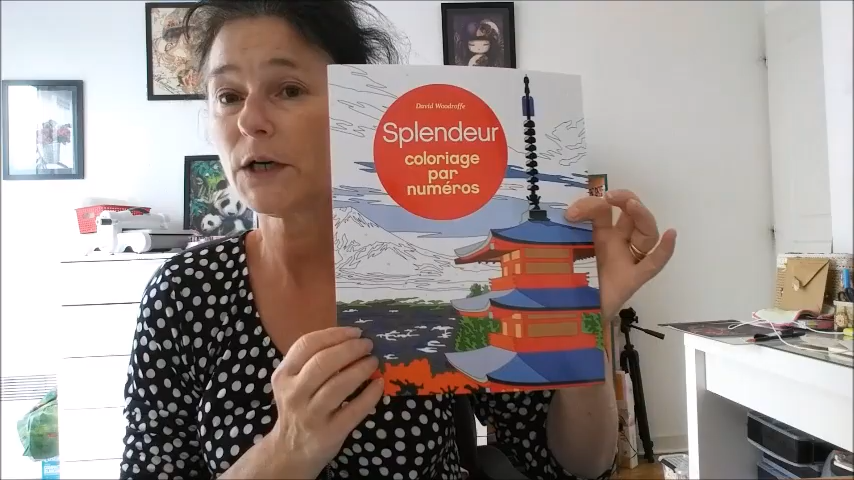 David Woodroffe
Splendeur
coloriage
par
numéros